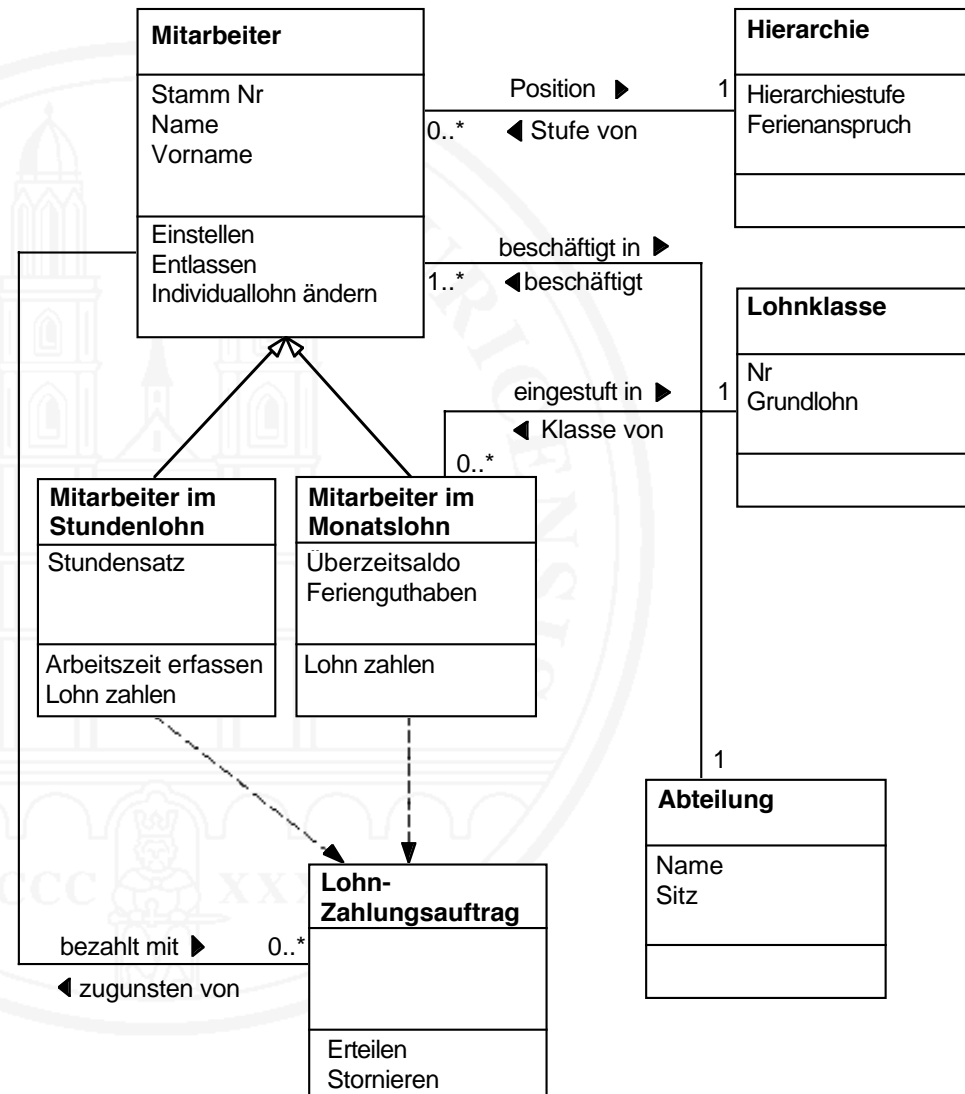 Mitarbeiter
Stamm Nr
Name
Vorname
Einstellen
Entlassen
Individuallohn ändern
Position ▶
1
0..*
◀ Stufe von
Hierarchie
Hierarchiestufe
Ferienanspruch
beschäftigt in ▶
1..*
◀ beschäftigt
Lohnklasse
Nr
Grundlohn
eingestuft in ▶
1
◀ Klasse von
0..*
Mitarbeiter im
Stundenlohn
Stundensatz
Arbeitszeit erfassen
Lohn zahlen
Mitarbeiter im
Monatslohn
Überzeitsaldo
Ferienguthaben
Lohn zahlen
1
Abteilung
Name
Sitz
Lohn-
Zahlungsauftrag
Erteilen
Stornieren
bezahlt mit ▶
0..*
◀ zugunsten von